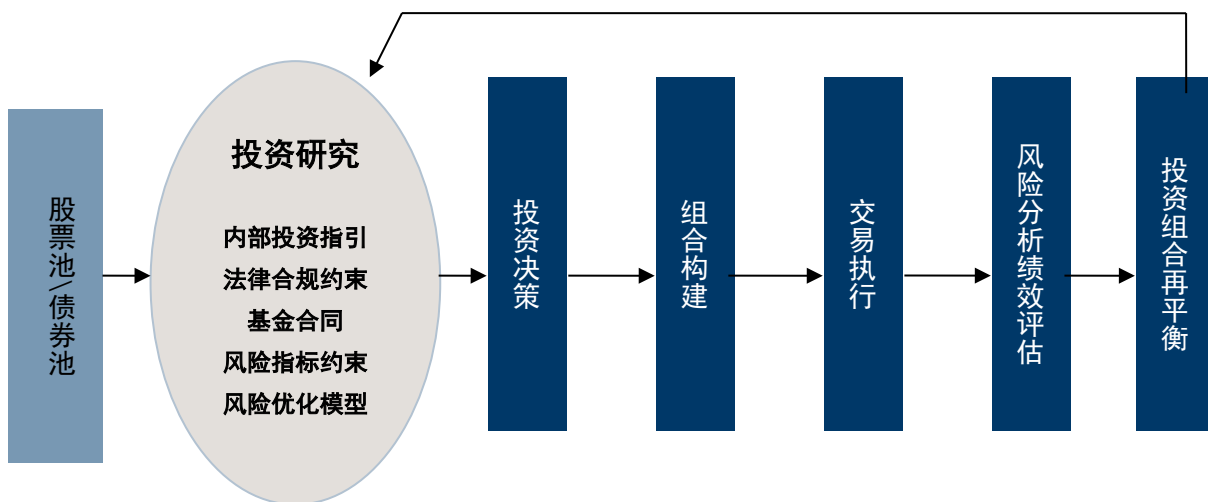 股票池/债券池
投资研究
内部投资指引
法律合规约束
基金合同
风险指标约束
风险优化模型
投资决策
组合构建
交易执行
风险分析绩效评估
投资组合再平衡